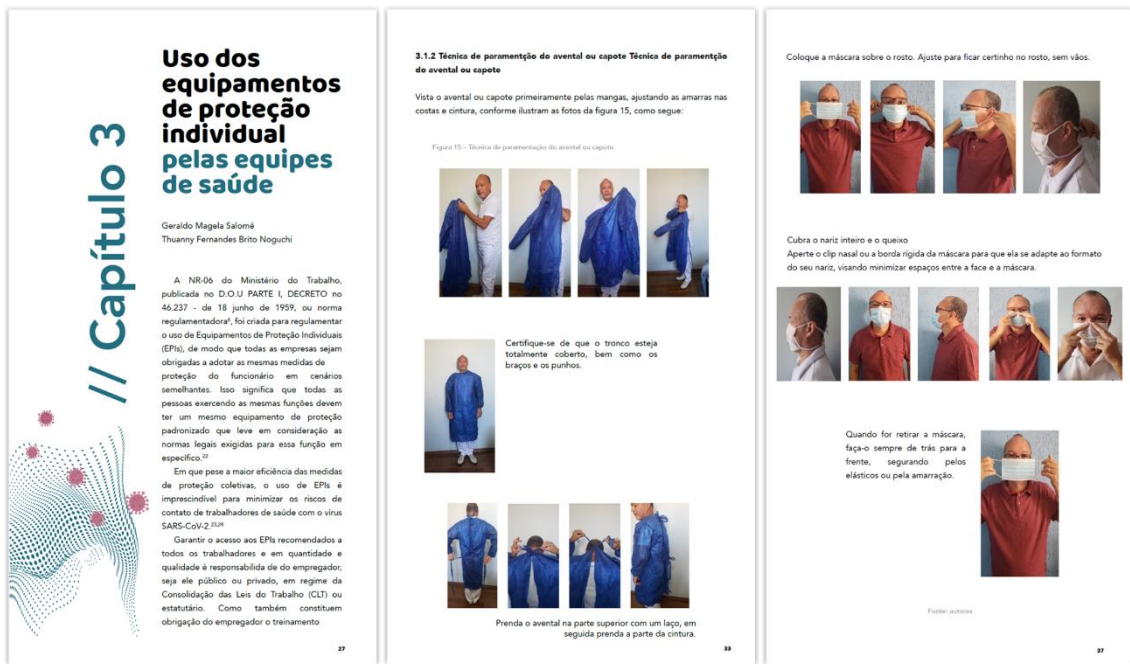 // Capítulo 3
Uso dos
equipamentos
de proteção
individual
pelas equipes
de saúde
Geraldo Magela Salomé
Thuanny Fernandes Brito Noguchi
A NR-06 do Ministério do Trabalho,
publicada no D.O.U PARTE I, DECRETO no
46.237 - de 18 junho de 1959, ou norma
regulamentadora⁶, foi criada para regulamentar
o uso de Equipamentos de Proteção Individuais
(EPIs), de modo que todas as empresas sejam
obrigadas a adotar as mesmas medidas de
proteção do funcionário em cenários
semelhantes. Isso significa que todas as
pessoas exercendo as mesmas funções devem
ter um mesmo equipamento de proteção
padronizado que leve em consideração as
normas legais exigidas para essa função em
específico.²²
Em que pese a maior eficiência das medidas
de proteção coletivas, o uso de EPIs é
imprescindível para minimizar os riscos de
contato de trabalhadores de saúde com o vírus
SARS-CoV-2.²³,²⁴
Garantir o acesso aos EPIs recomendados a
todos os trabalhadores e em quantidade e
qualidade é responsabilida de do empregador,
seja ele público ou privado, em regime da
Consolidação das Leis do Trabalho (CLT) ou
estatutário. Como também constituem
obrigação do empregador o treinamento
27
3.1.2 Técnica de paramentção do avental ou capote Técnica de paramentção
do avental ou capote
Vista o avental ou capote primeiramente pelas mangas, ajustando as amarras nas
costas e cintura, conforme ilustram as fotos da figura 15, como segue:
Figura 15 – Técnica de paramentação do avental ou capote.
Certifique-se de que o tronco esteja
totalmente coberto, bem como os
braços e os punhos.
Prenda o avental na parte superior com um laço, em
seguida prenda a parte da cintura.
33
Coloque a máscara sobre o rosto. Ajuste para ficar certinho no rosto, sem vãos.
Cubra o nariz inteiro e o queixo
Aperte o clip nasal ou a borda rígida da máscara para que ela se adapte ao formato
do seu nariz, visando minimizar espaços entre a face e a máscara.
Quando for retirar a máscara,
faça-o sempre de trás para a
frente, segurando pelos
elásticos ou pela amarração.
Fonte: autores
37